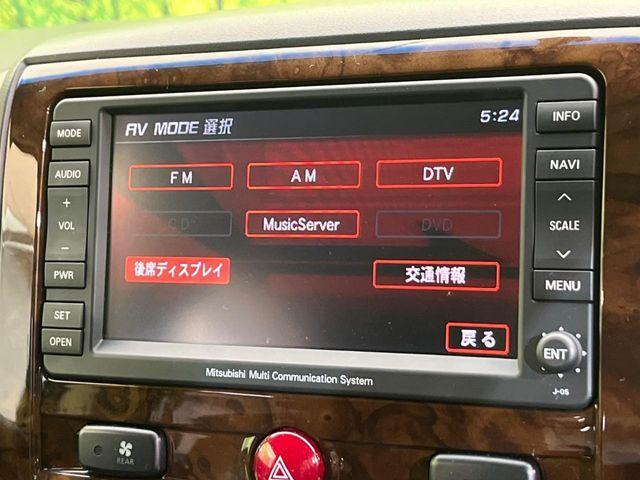 AV MODE 選択 5:24
FM AM DTV
CD MusicServer DVD
後席ディスプレイ 交通情報
戻る
MODE
AUDIO
+
VOL
−
PWR
SET
OPEN
INFO
NAVI
SCALE
MENU
ENT
J-05
Mitsubishi Multi Communication System
REAR